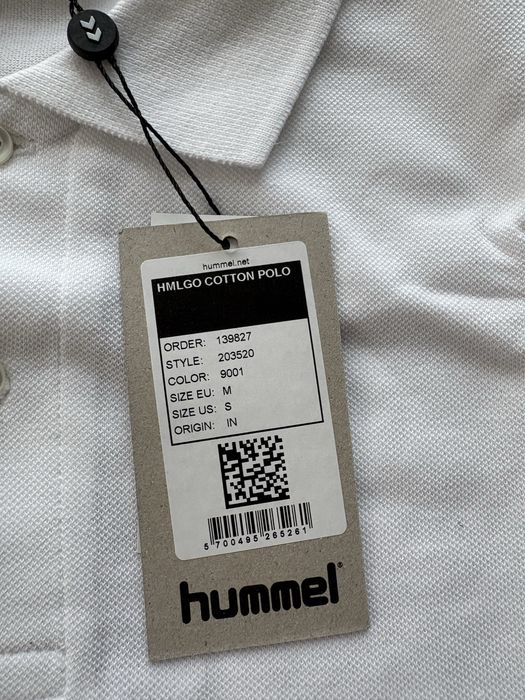 hummel.net
HMLGO COTTON POLO
ORDER: 139827
STYLE: 203520
COLOR: 9001
SIZE EU: M
SIZE US: S
ORIGIN: IN
5 700495 265261
hummel®